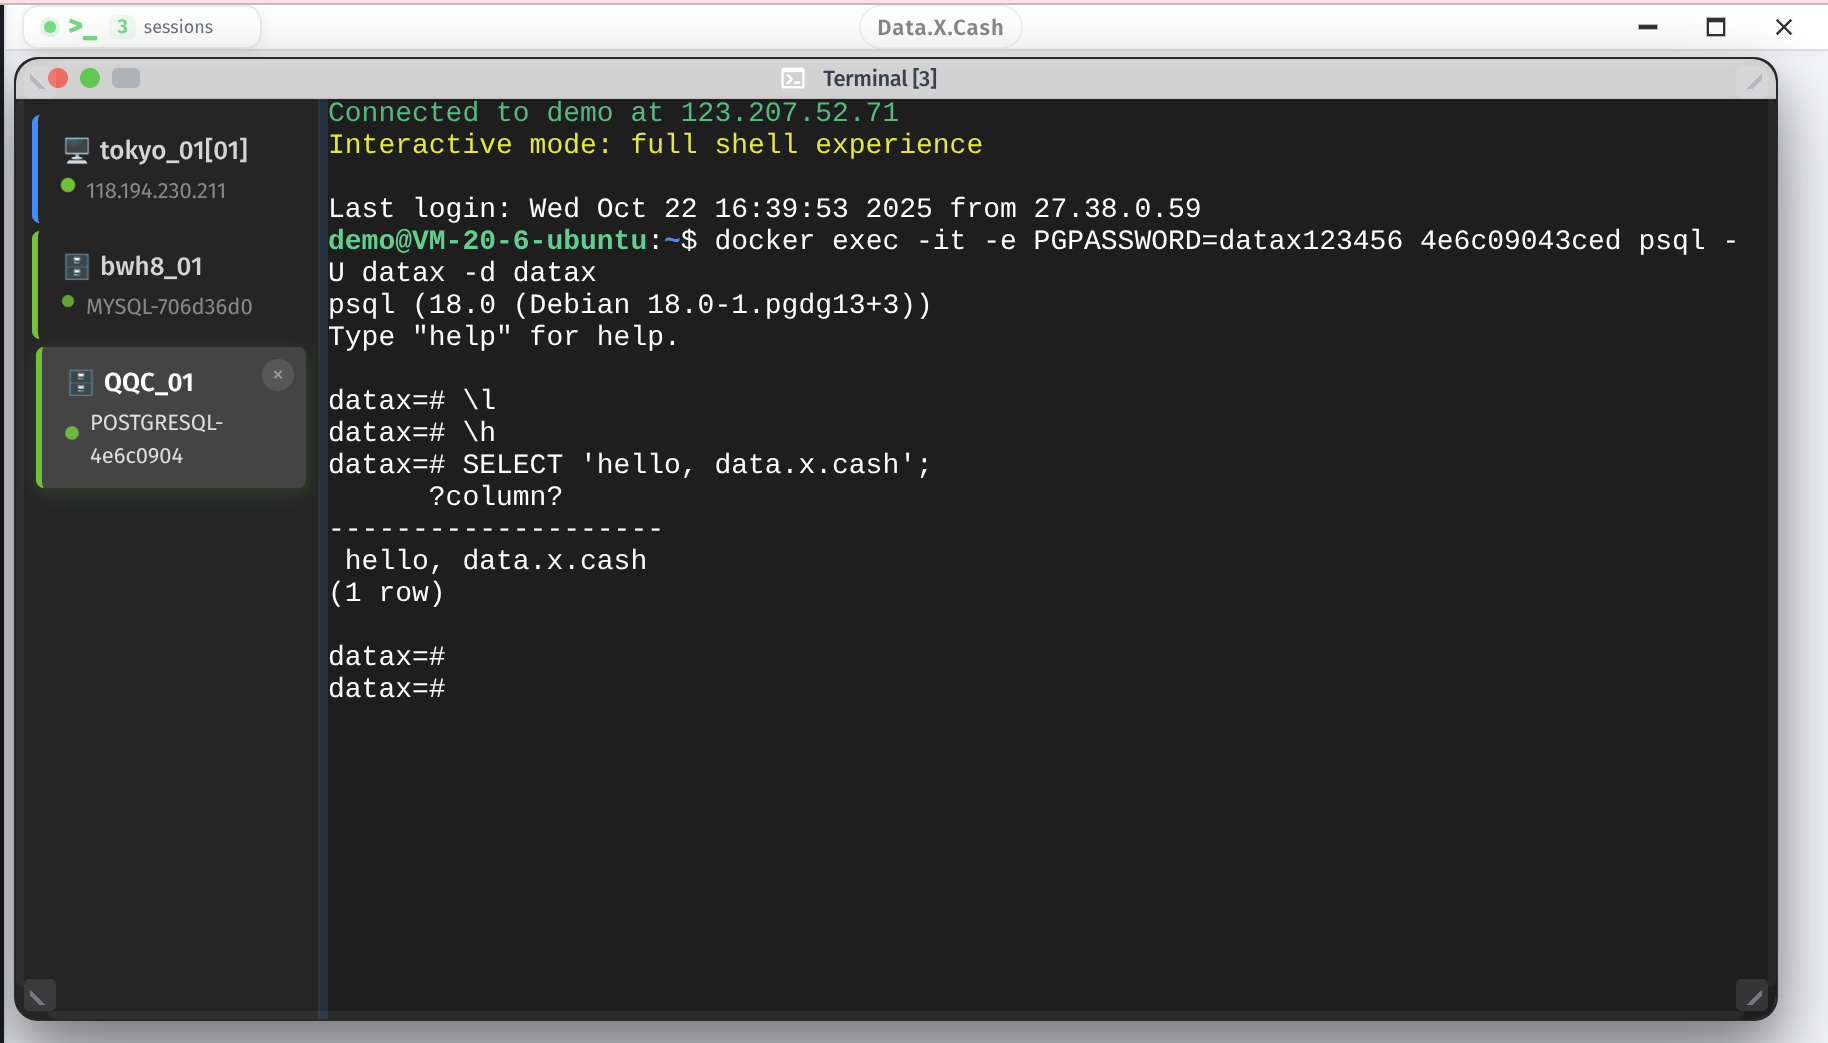 >_ 3 sessions
Data.X.Cash
Terminal [3]
tokyo_01[01]
118.194.230.211
bwh8_01
MYSQL-706d36d0
QQC_01
POSTGRESQL-
4e6c0904
Connected to demo at 123.207.52.71
Interactive mode: full shell experience
Last login: Wed Oct 22 16:39:53 2025 from 27.38.0.59
demo@VM-20-6-ubuntu:~$ docker exec -it -e PGPASSWORD=datax123456 4e6c09043ced psql -
U datax -d datax
psql (18.0 (Debian 18.0-1.pgdg13+3))
Type "help" for help.
datax=# \l
datax=# \h
datax=# SELECT 'hello, data.x.cash';
?column?
--------------------
hello, data.x.cash
(1 row)
datax=#
datax=#